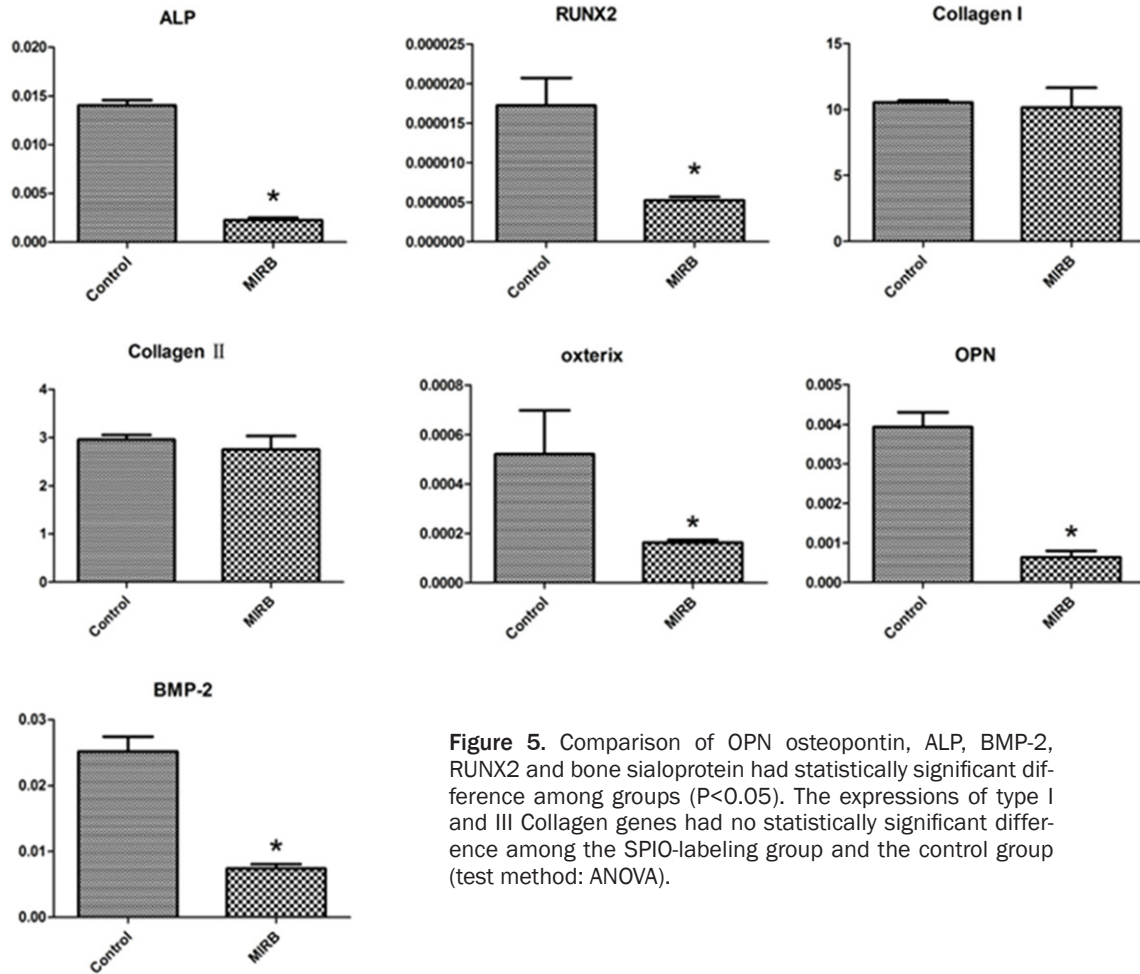 ALP
0.020
0.015
0.010
0.005
0.000
*
Control
MIRB
RUNX2
0.000025
0.000020
0.000015
0.000010
0.000005
0.000000
*
Control
MIRB
Collagen I
15
10
5
0
Control
MIRB
Collagen II
4
3
2
1
0
Control
MIRB
oxterix
0.0008
0.0006
0.0004
0.0002
0.0000
*
Control
MIRB
OPN
0.005
0.004
0.003
0.002
0.001
0.000
*
Control
MIRB
BMP-2
0.03
0.02
0.01
0.00
*
Control
MIRB
Figure 5. Comparison of OPN osteopontin, ALP, BMP-2,
RUNX2 and bone sialoprotein had statistically significant dif-
ference among groups (P<0.05). The expressions of type I
and III Collagen genes had no statistically significant differ-
ence among the SPIO-labeling group and the control group
(test method: ANOVA).